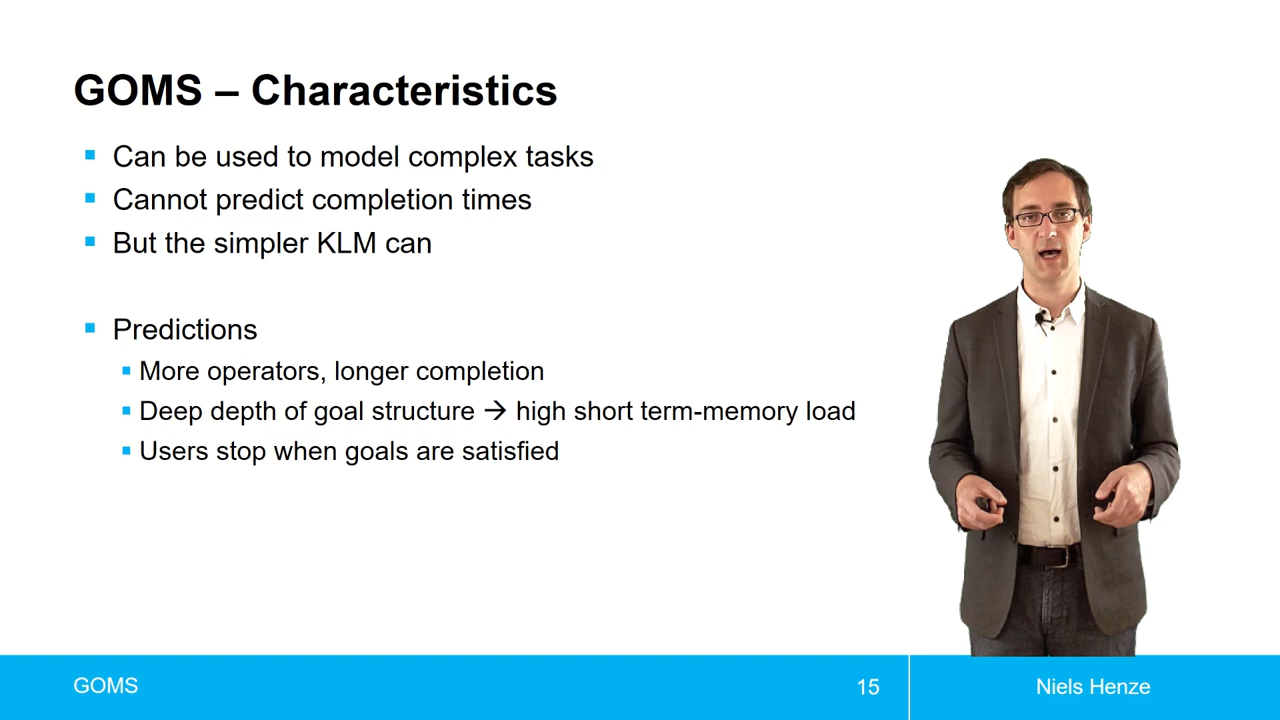 GOMS – Characteristics
Can be used to model complex tasks
Cannot predict completion times
But the simpler KLM can
Predictions
More operators, longer completion
Deep depth of goal structure → high short term-memory load
Users stop when goals are satisfied
GOMS
15
Niels Henze